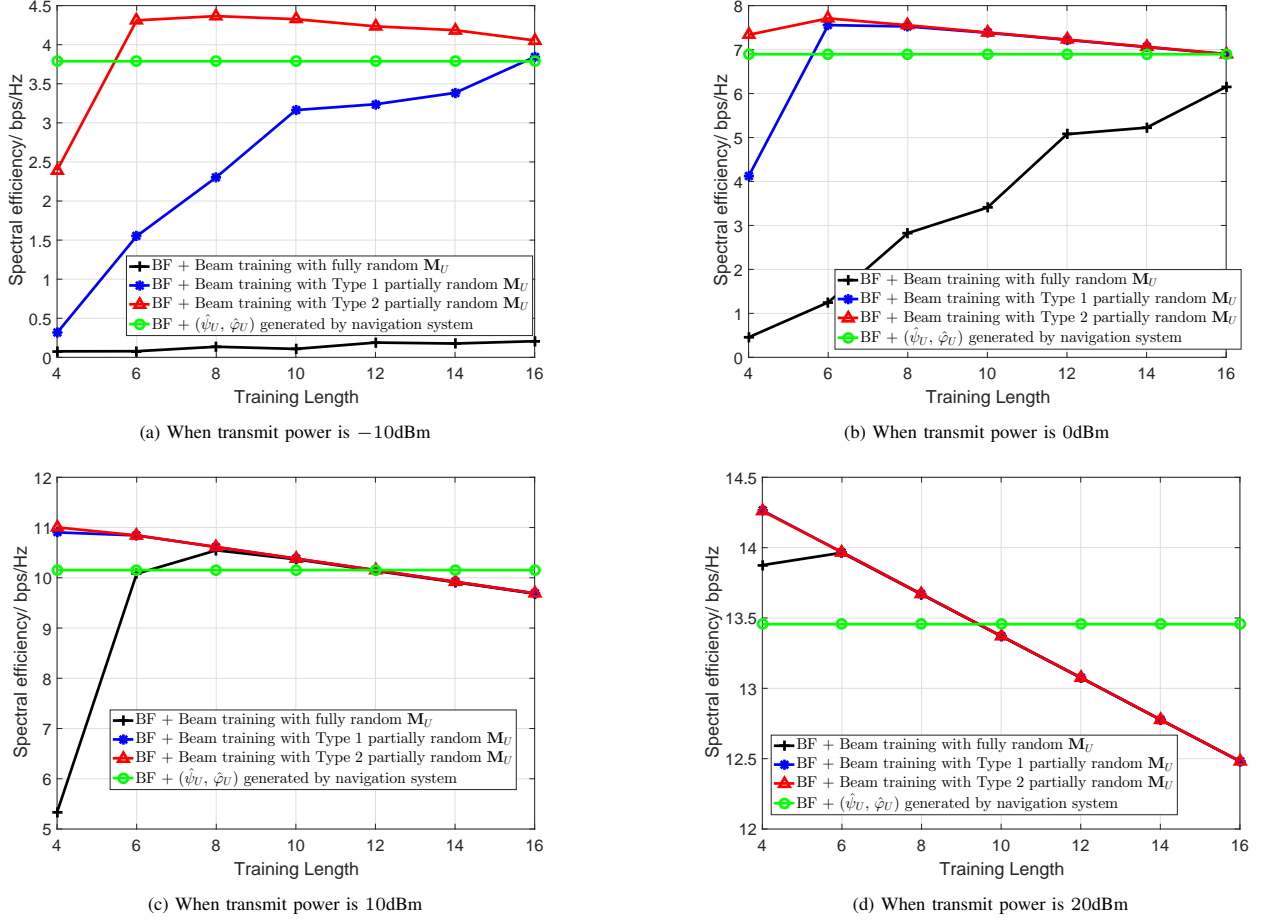 4.5
4
3.5
3
2.5
2
1.5
1
0.5
0
Spectral efficiency/ bps/Hz
BF + Beam training with fully random M_U
BF + Beam training with Type 1 partially random M_U
BF + Beam training with Type 2 partially random M_U
BF + (ψ̂_U, φ̂_U) generated by navigation system
4 6 8 10 12 14 16
Training Length
(a) When transmit power is −10dBm
8
7
6
5
4
3
2
1
0
Spectral efficiency/ bps/Hz
BF + Beam training with fully random M_U
BF + Beam training with Type 1 partially random M_U
BF + Beam training with Type 2 partially random M_U
BF + (ψ̂_U, φ̂_U) generated by navigation system
4 6 8 10 12 14 16
Training Length
(b) When transmit power is 0dBm
12
11
10
9
8
7
6
5
Spectral efficiency/ bps/Hz
BF + Beam training with fully random M_U
BF + Beam training with Type 1 partially random M_U
BF + Beam training with Type 2 partially random M_U
BF + (ψ̂_U, φ̂_U) generated by navigation system
4 6 8 10 12 14 16
Training Length
(c) When transmit power is 10dBm
14.5
14
13.5
13
12.5
12
Spectral efficiency/ bps/Hz
BF + Beam training with fully random M_U
BF + Beam training with Type 1 partially random M_U
BF + Beam training with Type 2 partially random M_U
BF + (ψ̂_U, φ̂_U) generated by navigation system
4 6 8 10 12 14 16
Training Length
(d) When transmit power is 20dBm